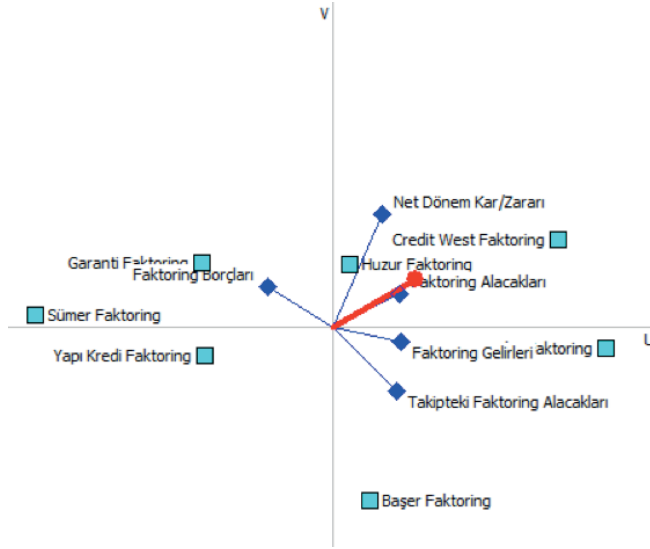 V
Net Dönem Kar/Zararı
Credit West Faktoring
Garanti Faktoring
Huzur Faktoring
Faktoring Borçları
Faktoring Alacakları
Sümer Faktoring
U
Yapı Kredi Faktoring
Faktoring Gelirleri
aktoring
Takipteki Faktoring Alacakları
Başer Faktoring